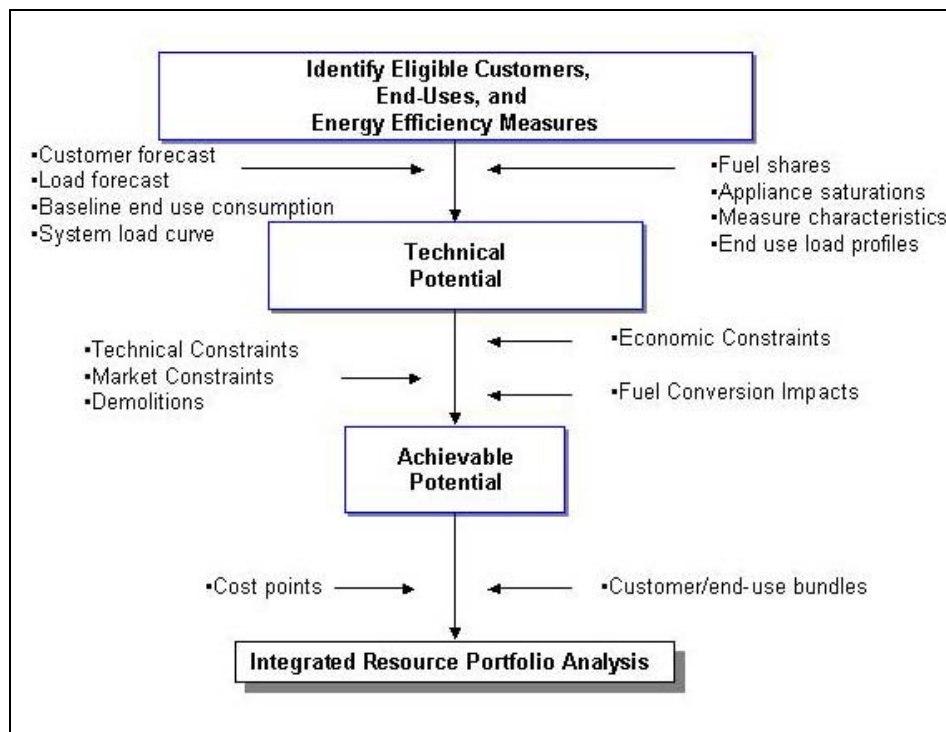 Identify Eligible Customers,
End-Uses, and
Energy Efficiency Measures
▪Customer forecast
▪Load forecast
▪Baseline end use consumption
▪System load curve
▪Fuel shares
▪Appliance saturations
▪Measure characteristics
▪End use load profiles
Technical
Potential
▪Technical Constraints
▪Market Constraints
▪Demolitions
▪Economic Constraints
▪Fuel Conversion Impacts
Achievable
Potential
▪Cost points
▪Customer/end-use bundles
Integrated Resource Portfolio Analysis